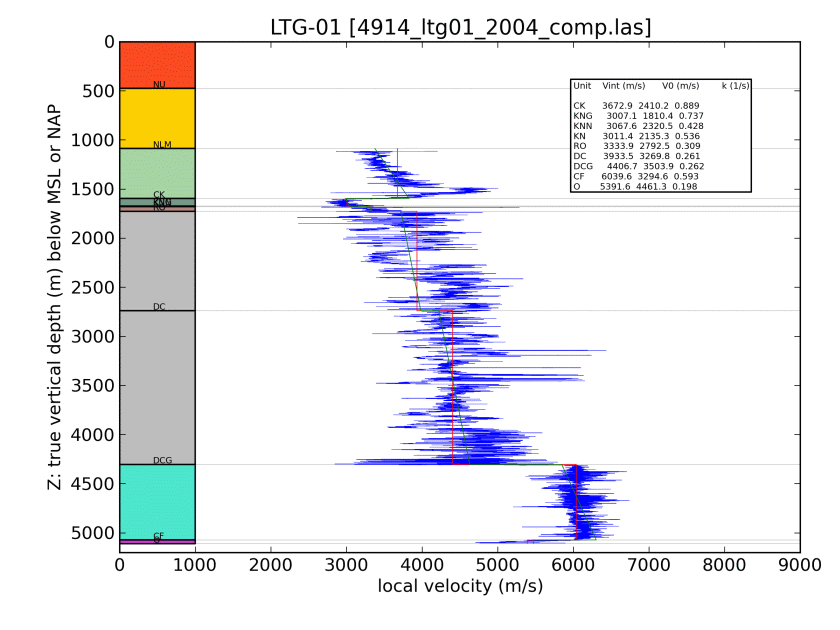 LTG-01 [4914_ltg01_2004_comp.las]
Z: true vertical depth (m) below MSL or NAP
0
500
1000
1500
2000
2500
3000
3500
4000
4500
5000
NU
NLM
CK
KNN
RO
DC
DCG
CF
O
Unit Vint (m/s) V0 (m/s) k (1/s)
CK 3672.9 2410.2 0.889
KNG 3007.1 1810.4 0.737
KNN 3067.6 2320.5 0.428
KN 3011.4 2135.3 0.536
RO 3333.9 2792.5 0.309
DC 3933.5 3269.8 0.261
DCG 4406.7 3503.9 0.262
CF 6039.6 3294.6 0.593
O 5391.6 4461.3 0.198
0 1000 2000 3000 4000 5000 6000 7000 8000 9000
local velocity (m/s)